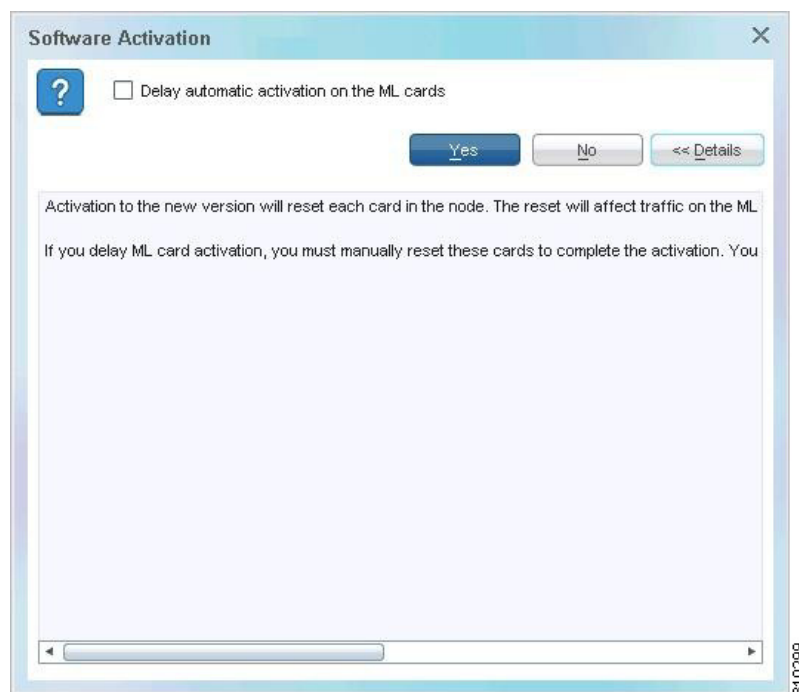 Software Activation
Delay automatic activation on the ML cards
Yes
No
<< Details
Activation to the new version will reset each card in the node. The reset will affect traffic on the ML
If you delay ML card activation, you must manually reset these cards to complete the activation. You